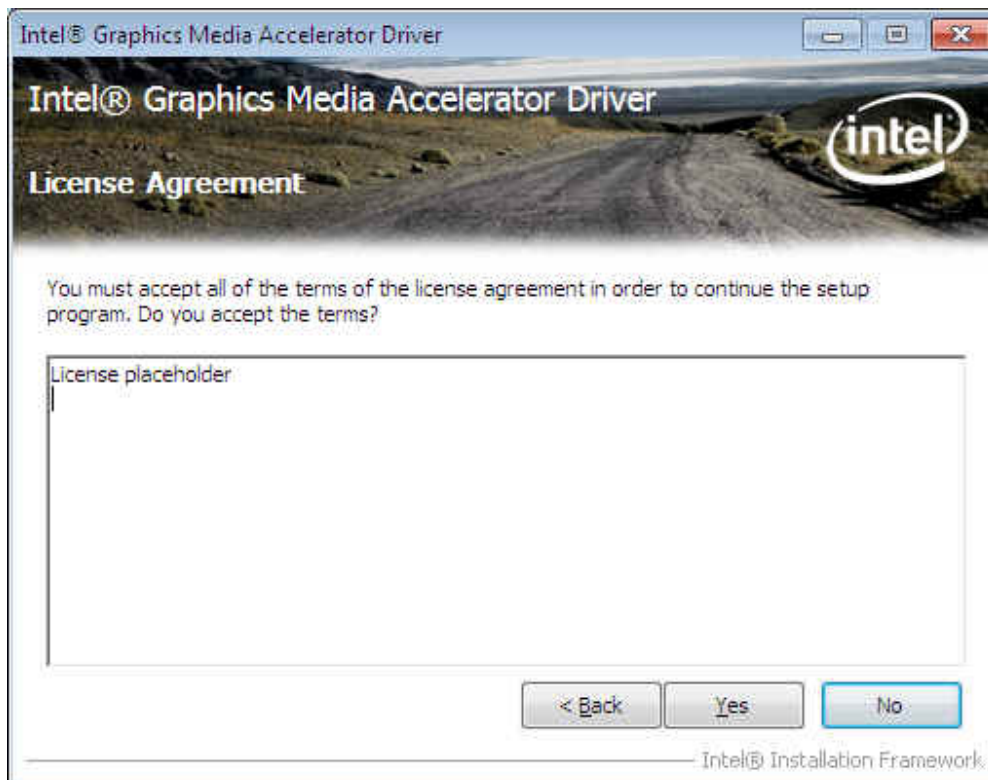 Intel® Graphics Media Accelerator Driver
Intel® Graphics Media Accelerator Driver
intel
License Agreement
You must accept all of the terms of the license agreement in order to continue the setup
program. Do you accept the terms?
License placeholder
< Back
Yes
No
Intel® Installation Framework